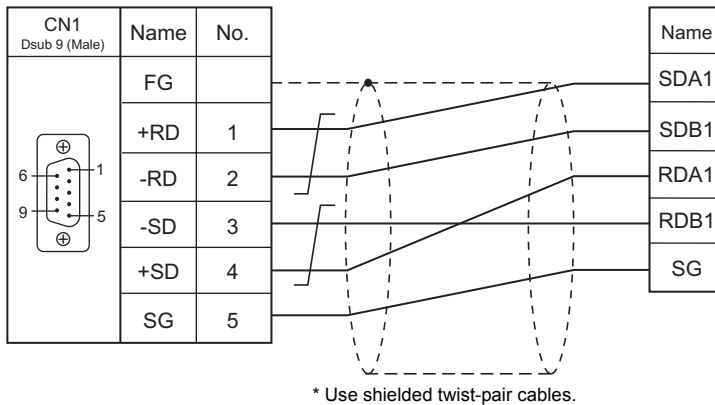 CN1
Dsub 9 (Male)
Name
No.
Name
FG
SDA1
+RD
1
SDB1
6
1
-RD
2
RDA1
9
5
-SD
3
RDB1
+SD
4
SG
SG
5
* Use shielded twist-pair cables.